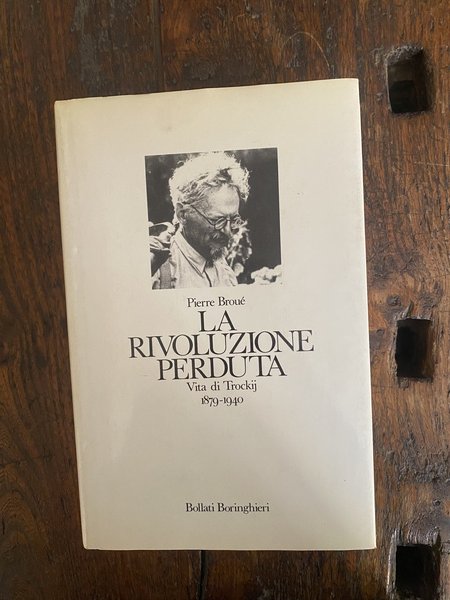 Pierre Broué
LA
RIVOLUZIONE
PERDUTA
Vita di Trockij
1879-1940
Bollati Boringhieri